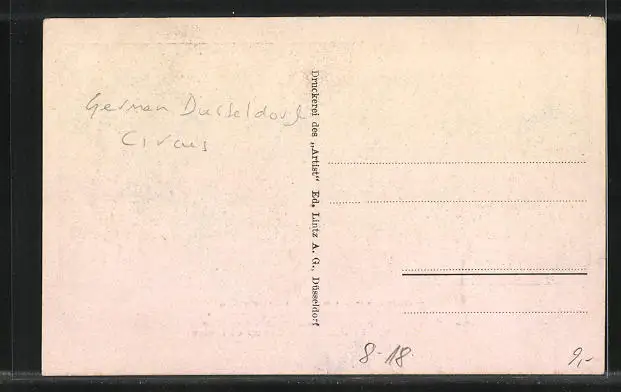 German Dusseldorf
Circus
Druckerei des „Artist“ Ed. Lintz A. G., Düsseldorf
8-18
9,-